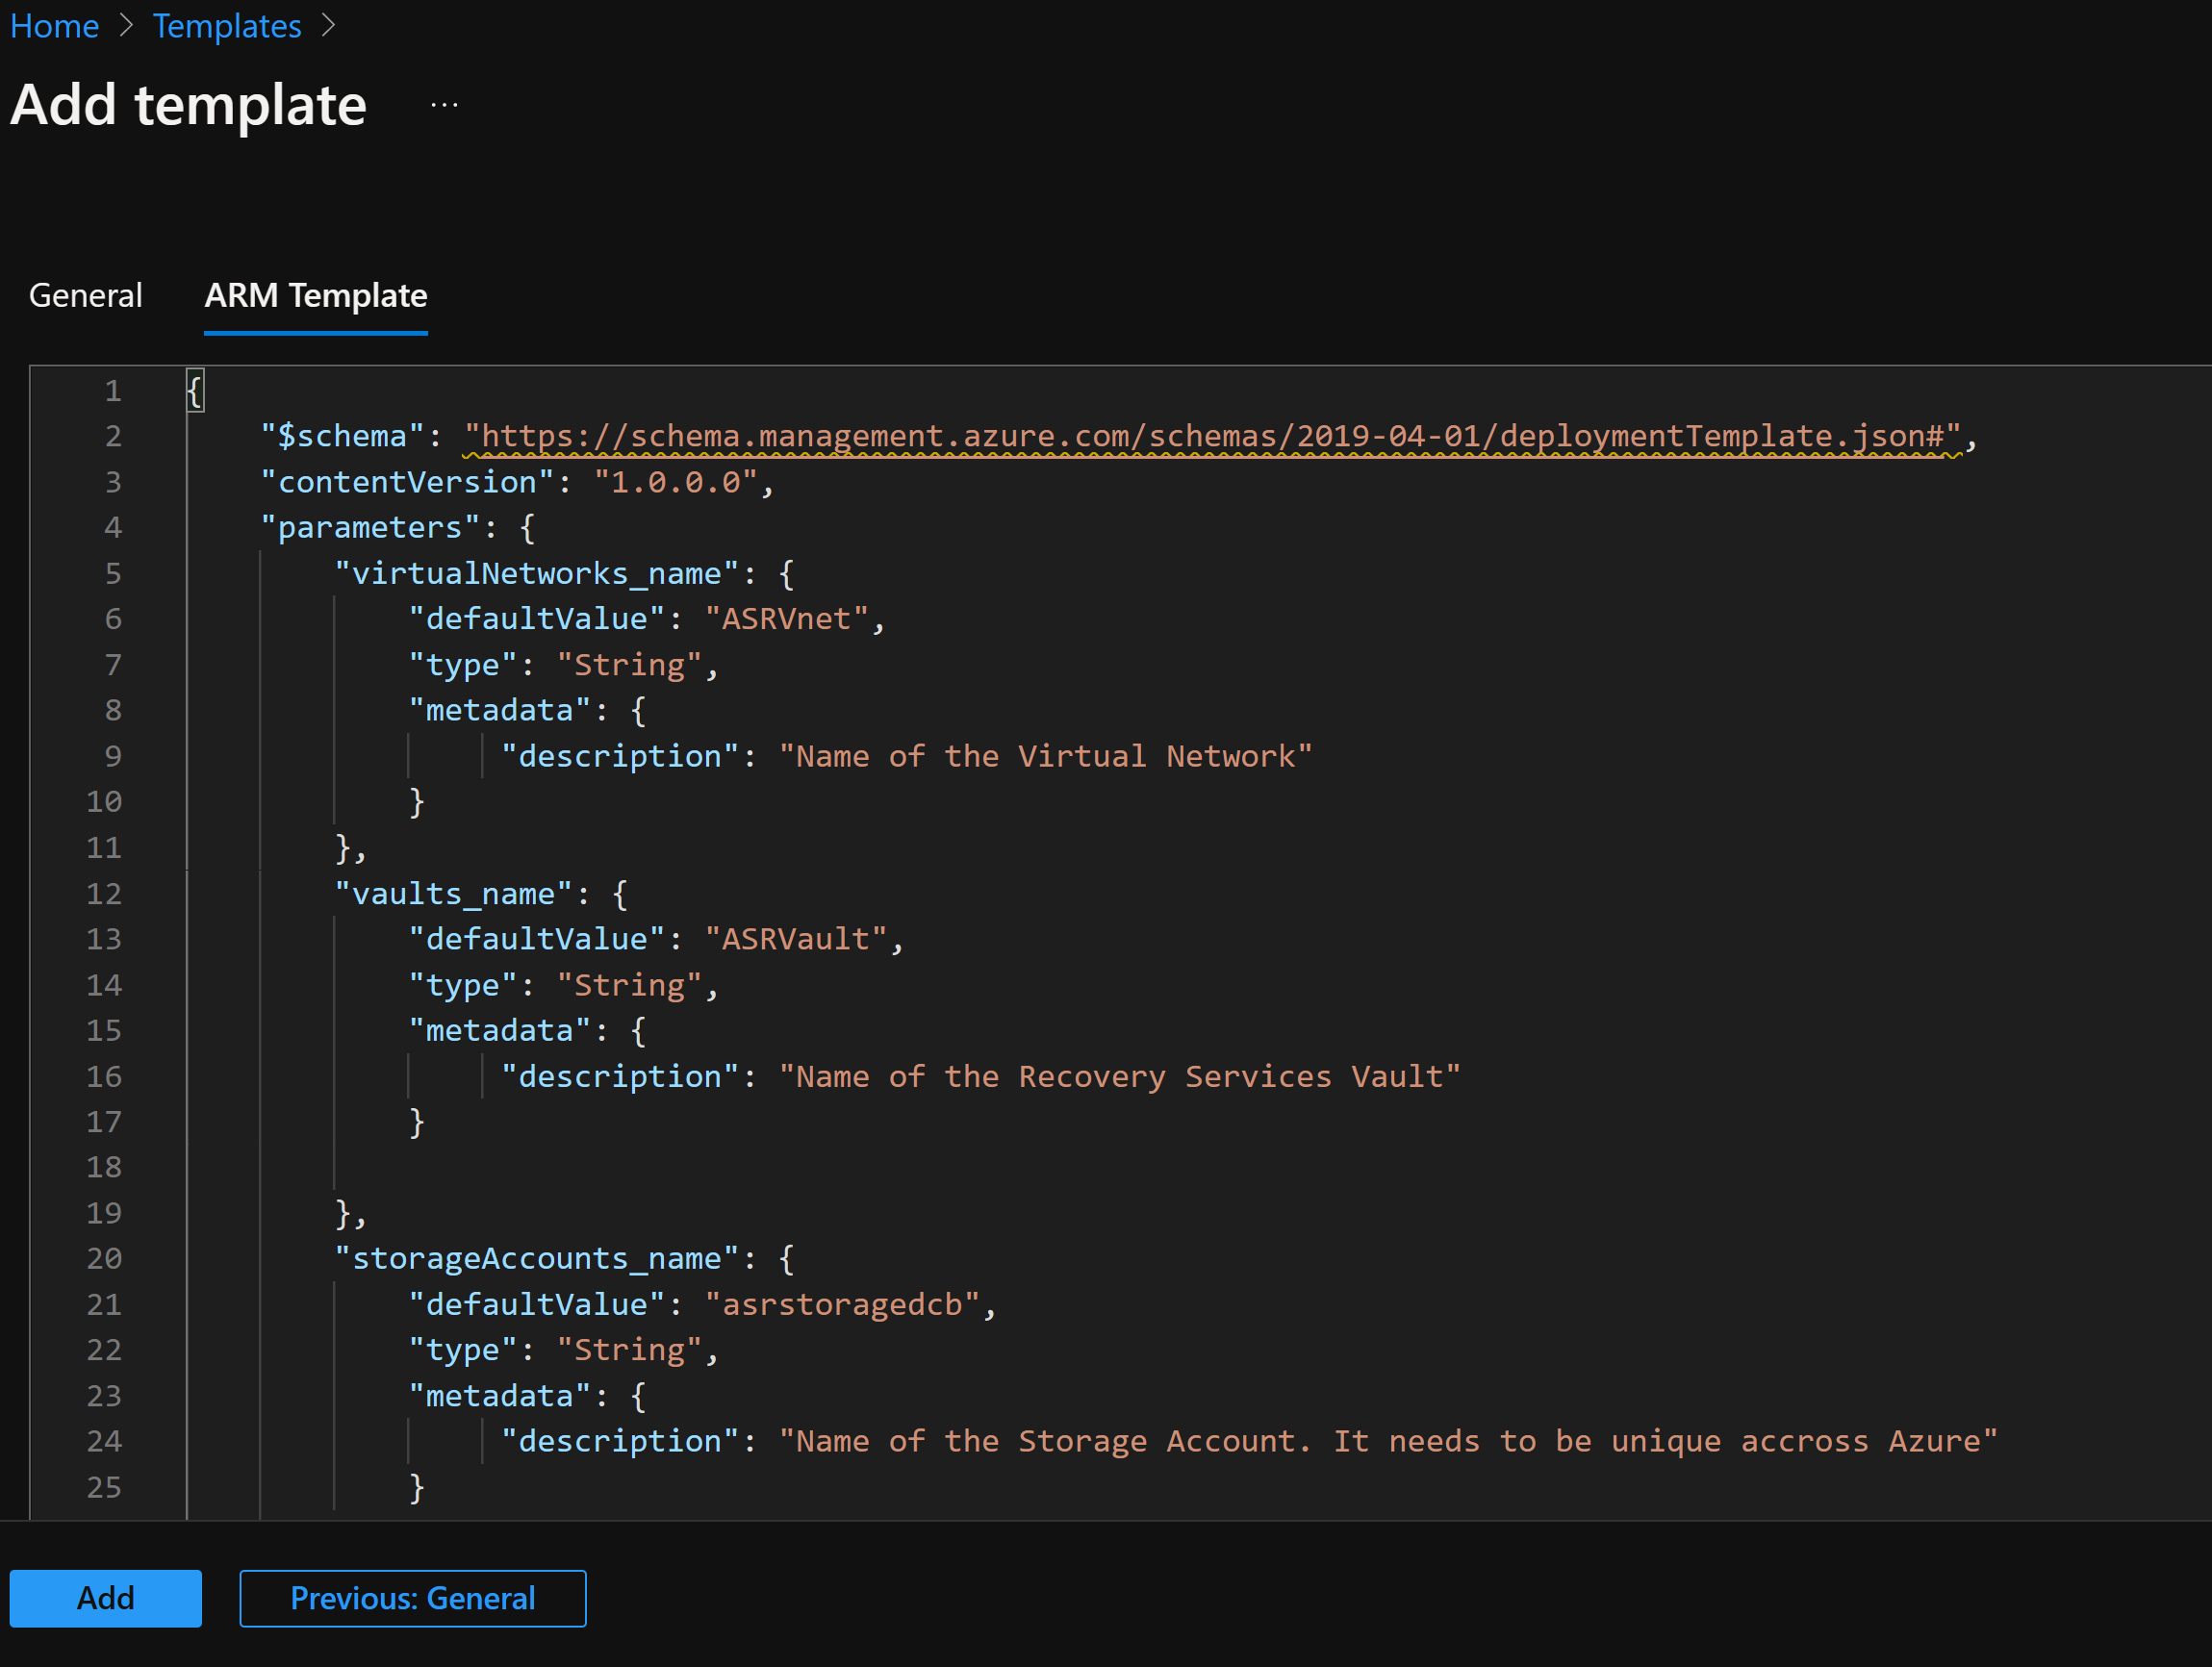 Home > Templates >
Add template ...
General ARM Template
1 {
2 "$schema": "https://schema.management.azure.com/schemas/2019-04-01/deploymentTemplate.json#",
3 "contentVersion": "1.0.0.0",
4 "parameters": {
5 "virtualNetworks_name": {
6 "defaultValue": "ASRVnet",
7 "type": "String",
8 "metadata": {
9 "description": "Name of the Virtual Network"
10 }
11 },
12 "vaults_name": {
13 "defaultValue": "ASRVault",
14 "type": "String",
15 "metadata": {
16 "description": "Name of the Recovery Services Vault"
17 }
18
19 },
20 "storageAccounts_name": {
21 "defaultValue": "asrstoragedcb",
22 "type": "String",
23 "metadata": {
24 "description": "Name of the Storage Account. It needs to be unique accross Azure"
25 }
Add Previous: General